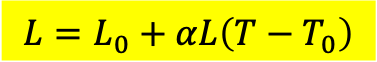 L = L₀ + αL(T − T₀)